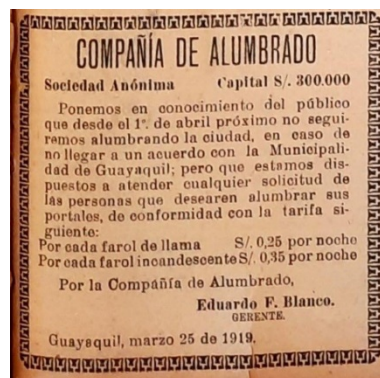 COMPAÑÍA DE ALUMBRADO
Sociedad Anónima Capital S/. 300.000
Ponemos en conocimiento del público
que desde el 1º. de abril próximo no segui-
remos alumbrando la ciudad, en caso de
no llegar a un acuerdo con la Municipali-
dad de Guayaquil; pero que estamos dis-
puestos a atender cualquier solicitud de
las personas que desearen alumbrar sus
portales, de conformidad con la tarifa si-
guiente:
Por cada farol de llama S/. 0,25 por noche
Por cada farol incandescente S/. 0,35 por noche
Por la Compañía de Alumbrado,
Eduardo F. Blanco.
GERENTE.
Guayaquil, marzo 25 de 1919.